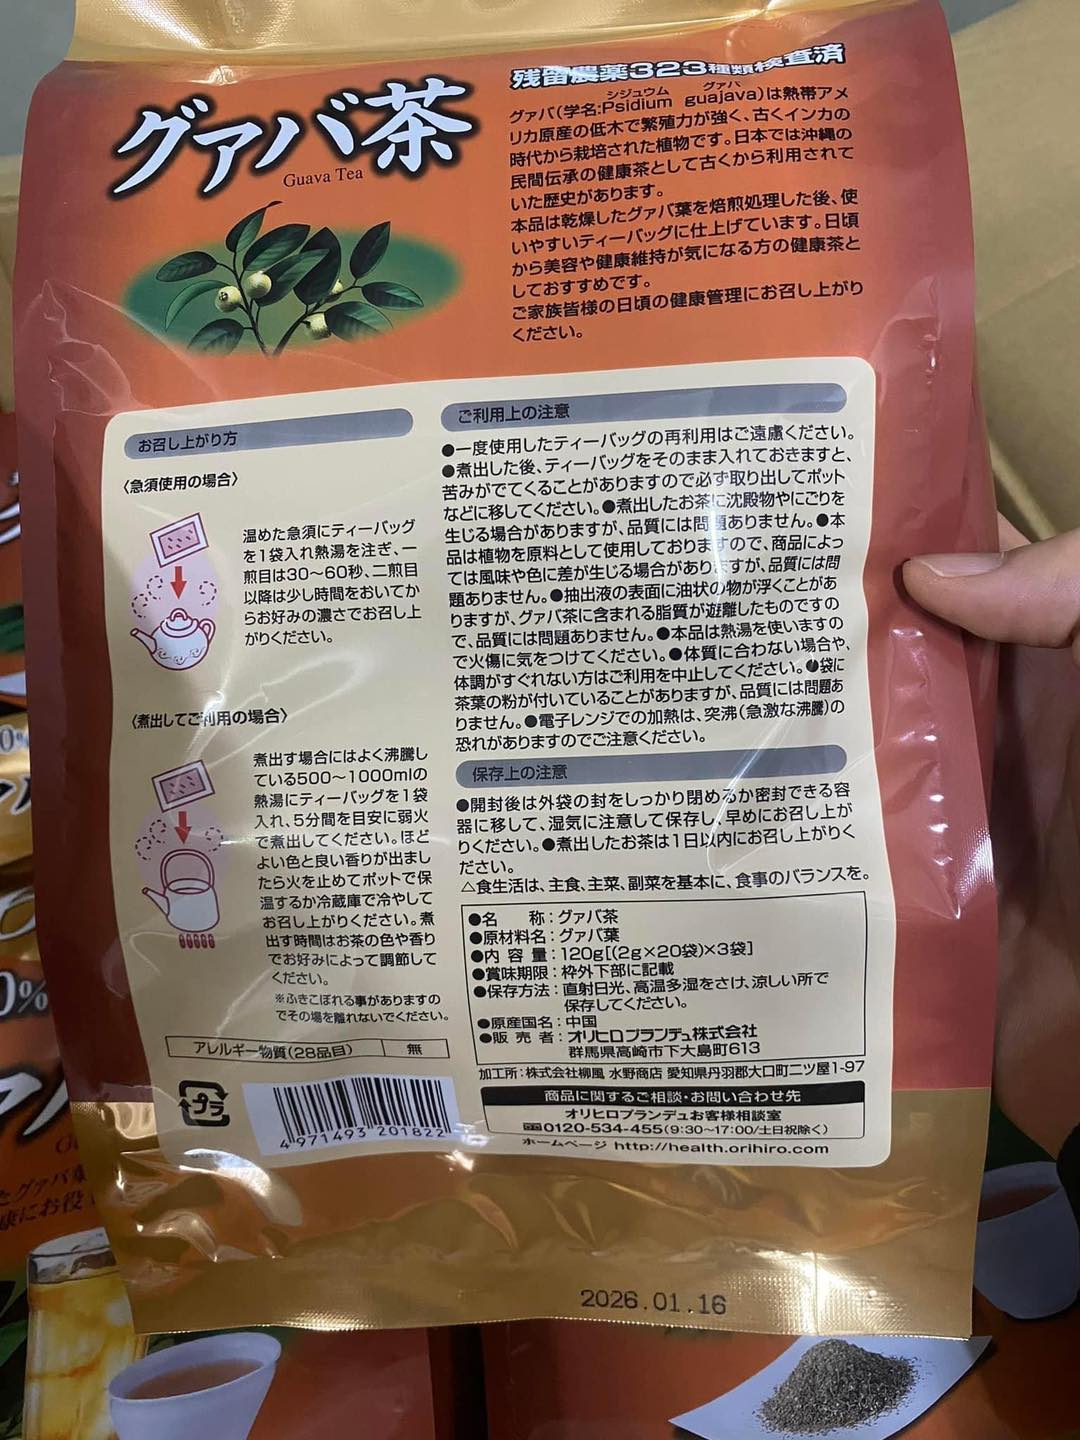 残留農薬323種類検査済
グァバ茶
Guava Tea
シジュウム グァバ
グァバ(学名:Psidium guajava)は熱帯アメ
リカ原産の低木で繁殖力が強く、古くインカの
時代から栽培された植物です。日本では沖縄の
民間伝承の健康茶として古くから利用されて
いた歴史があります。
本品は乾燥したグァバ葉を焙煎処理した後、使
いやすいティーバッグに仕上げています。日頃
から美容や健康維持が気になる方の健康茶と
しておすすめです。
ご家族皆様の日頃の健康管理にお召し上がり
ください。
お召し上がり方
〈急須使用の場合〉
温めた急須にティーバッグ
を1袋入れ熱湯を注ぎ、一
煎目は30〜60秒、二煎目
以降は少し時間をおいてか
らお好みの濃さでお召し上
がりください。
〈煮出してご利用の場合〉
煮出す場合にはよく沸騰し
ている500〜1000mlの
熱湯にティーバッグを1袋
入れ、5分間を目安に弱火
で煮出してください。ほど
よい色と良い香りが出まし
たら火を止めてポットで保
温するか冷蔵庫で冷やして
お召し上がりください。煮
出す時間はお茶の色や香り
でお好みによって調節して
ください。
※ふきこぼれる事がありますの
でその場を離れないでください。
アレルギー物質(28品目) 無
プラ
4 971493 201822
ご利用上の注意
●一度使用したティーバッグの再利用はご遠慮ください。
●煮出した後、ティーバッグをそのまま入れておきますと、
苦みがでてくることがありますので必ず取り出してポット
などに移してください。●煮出したお茶に沈殿物やにごりを
生じる場合がありますが、品質には問題ありません。●本
品は植物を原料として使用しておりますので、商品によっ
ては風味や色に差が生じる場合がありますが、品質には問
題ありません。●抽出液の表面に油状の物が浮くことがあ
りますが、グァバ茶に含まれる脂質が遊離したものですの
で、品質には問題ありません。●本品は熱湯を使いますの
で火傷に気をつけてください。●体質に合わない場合や、
体調がすぐれない方はご利用を中止してください。●袋に
茶葉の粉が付いていることがありますが、品質には問題あ
りません。●電子レンジでの加熱は、突沸(急激な沸騰)の
恐れがありますのでご注意ください。
保存上の注意
●開封後は外袋の封をしっかり閉めるか密封できる容
器に移して、湿気に注意して保存し、早めにお召し上が
りください。●煮出したお茶は1日以内にお召し上がりく
ださい。
△食生活は、主食、主菜、副菜を基本に、食事のバランスを。
●名 称:グァバ茶
●原材料名:グァバ葉
●内 容 量:120g[(2g×20袋)×3袋]
●賞味期限:枠外下部に記載
●保存方法:直射日光、高温多湿をさけ、涼しい所で
保存してください。
●原産国名:中国
●販 売 者:オリヒロプランデュ株式会社
群馬県高崎市下大島町613
加工所:株式会社柳風 水野商店 愛知県丹羽郡大口町二ツ屋1-97
商品に関するご相談・お問い合わせ先
オリヒロプランデュお客様相談室
0120-534-455(9:30〜17:00/土日祝除く)
ホームページ http://health.orihiro.com
2026.01.16